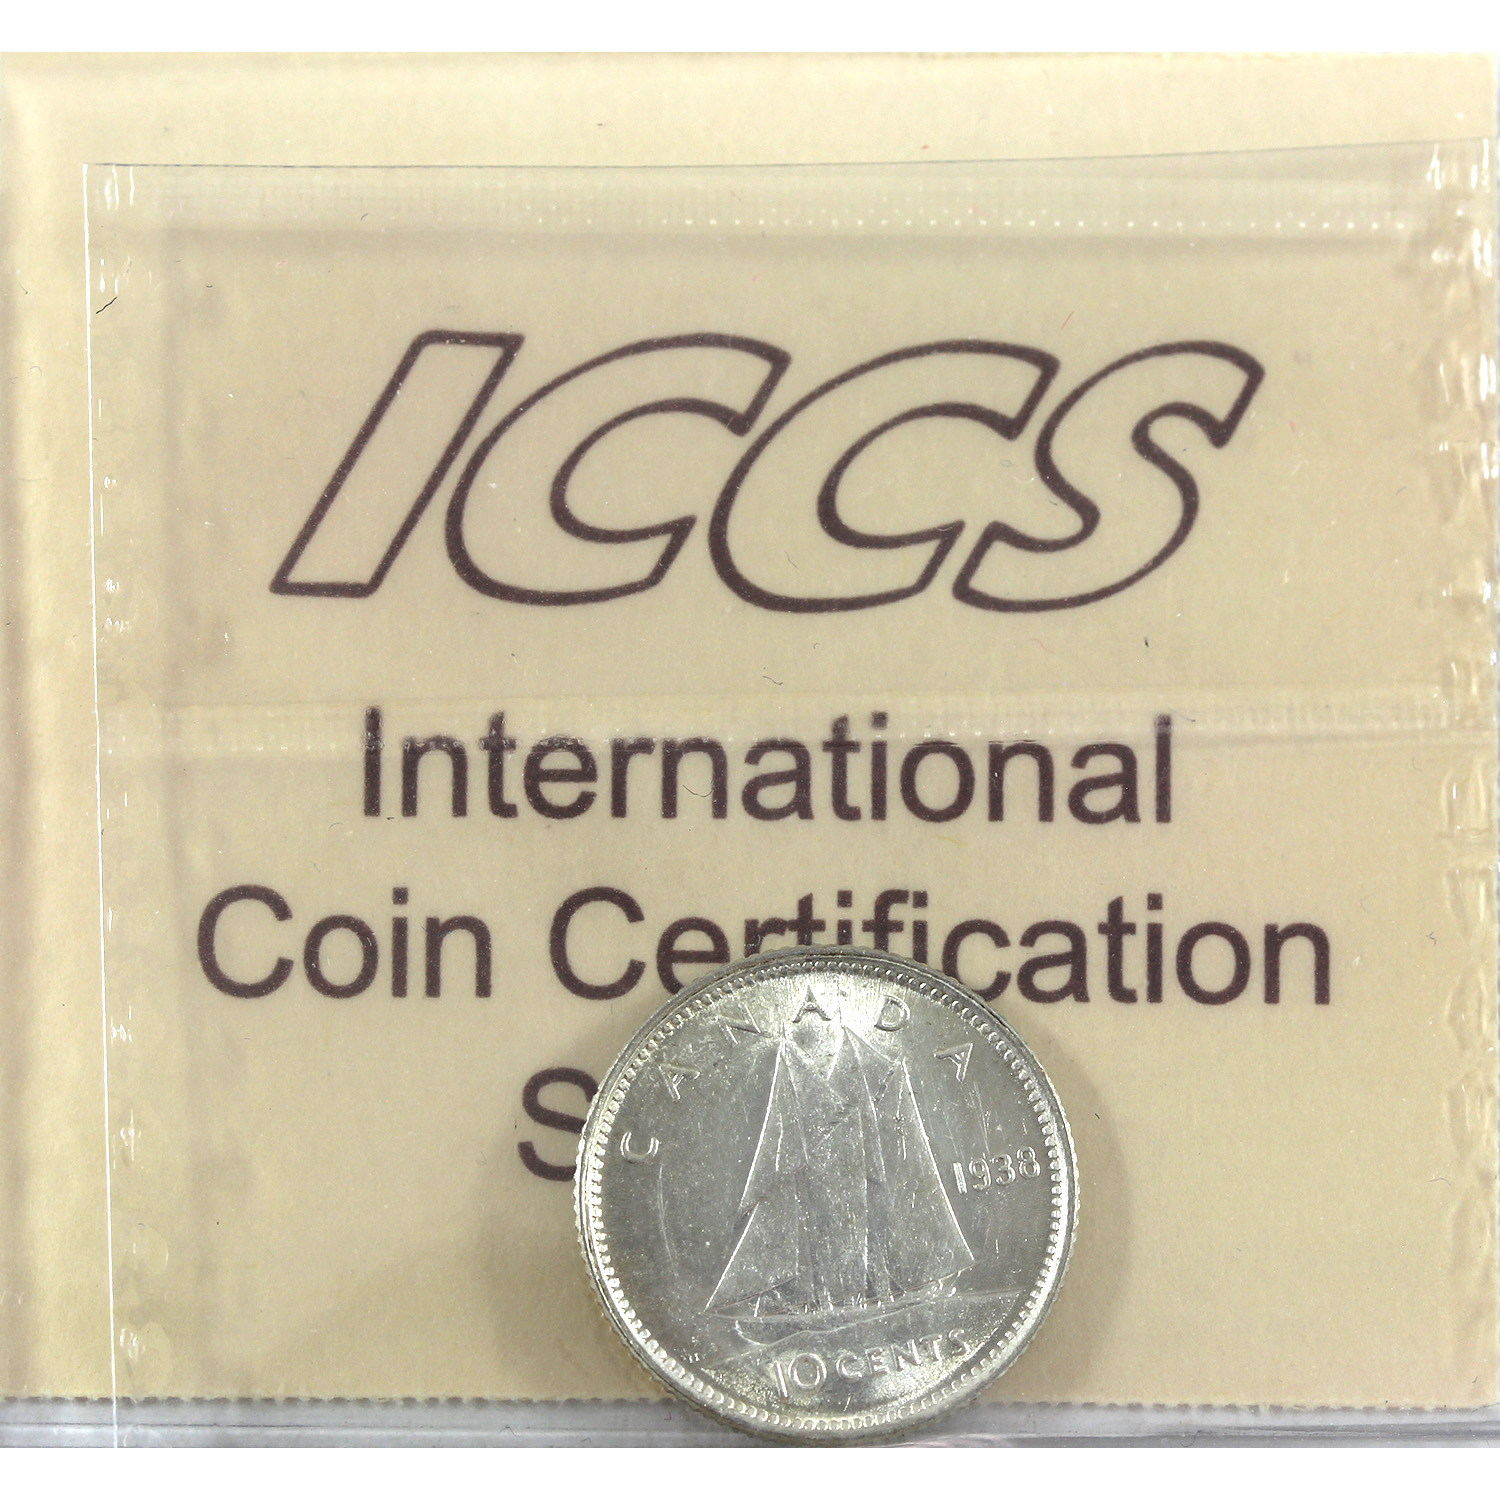 ICCS
International
Coin Certification
S
CANADA
1938
10 CENTS